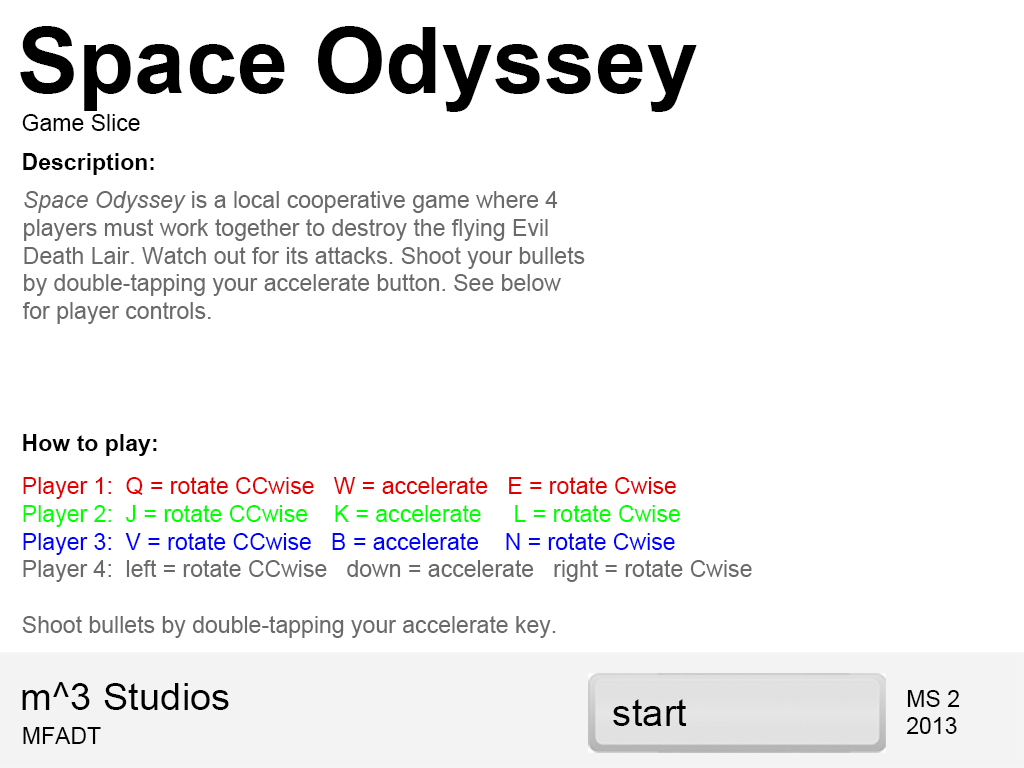 Space Odyssey
Game Slice
Description:
Space Odyssey is a local cooperative game where 4
players must work together to destroy the flying Evil
Death Lair. Watch out for its attacks. Shoot your bullets
by double-tapping your accelerate button. See below
for player controls.
How to play:
Player 1: Q = rotate CCwise W = accelerate E = rotate Cwise
Player 2: J = rotate CCwise K = accelerate L = rotate Cwise
Player 3: V = rotate CCwise B = accelerate N = rotate Cwise
Player 4: left = rotate CCwise down = accelerate right = rotate Cwise
Shoot bullets by double-tapping your accelerate key.
m^3 Studios
MFADT
start
MS 2
2013